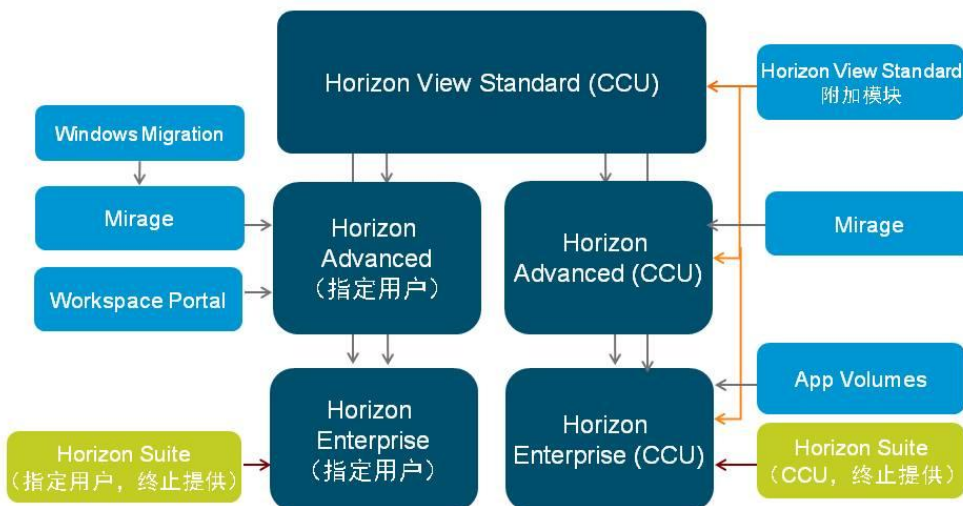 Horizon View Standard (CCU)
Horizon View Standard
附加模块
Windows Migration
Mirage
Horizon
Advanced
（指定用户）
Horizon
Advanced (CCU)
Mirage
Workspace Portal
Horizon
Enterprise
（指定用户）
Horizon
Enterprise (CCU)
App Volumes
Horizon Suite
（指定用户，终止提供）
Horizon Suite
（CCU，终止提供）